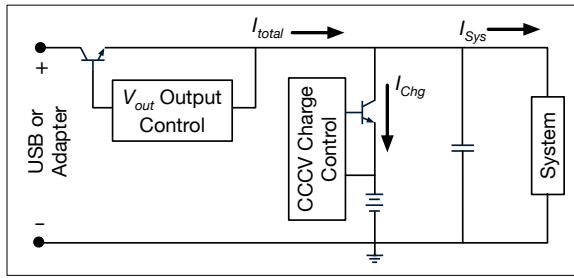 I_total
I_Sys
+
V_out Output
Control
I_Chg
USB or
Adapter
CCCV Charge
Control
System
-